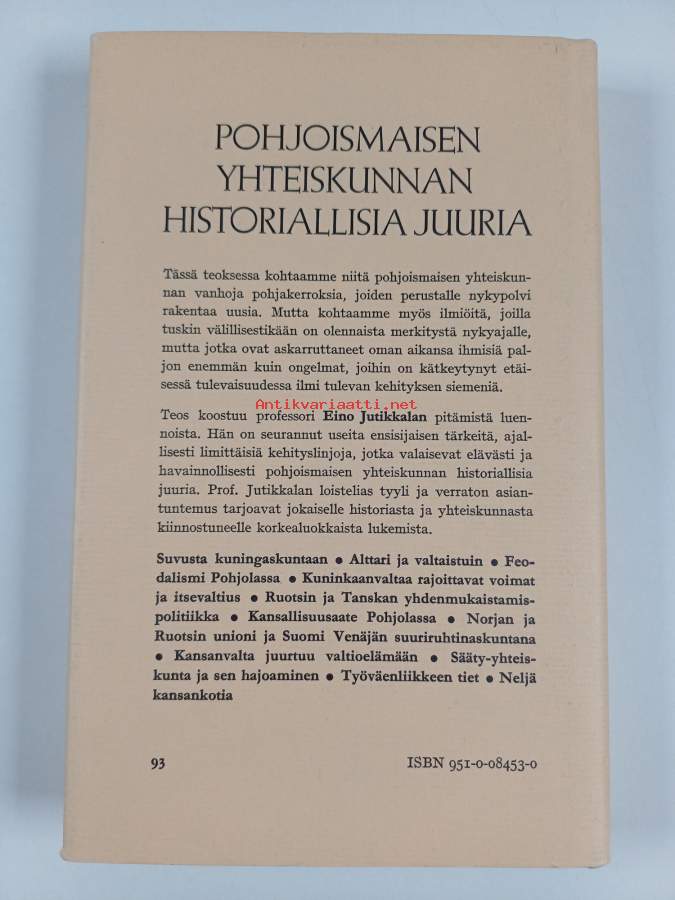 POHJOISMAISEN
YHTEISKUNNAN
HISTORIALLISIA JUURIA
Tässä teoksessa kohtaamme niitä pohjoismaisen yhteiskun-
nan vanhoja pohjakerroksia, joiden perustalle nykypolvi
rakentaa uusia. Mutta kohtaamme myös ilmiöitä, joilla
tuskin välillisestikään on olennaista merkitystä nykyajalle,
mutta jotka ovat askarruttaneet oman aikansa ihmisiä pal-
jon enemmän kuin ongelmat, joihin on kätkeytynyt etäi-
sessä tulevaisuudessa ilmi tulevan kehityksen siemeniä.
Antikvariaatti.net
Teos koostuu professori Eino Jutikkalan pitämistä luen-
noista. Hän on seurannut useita ensisijaisen tärkeitä, ajal-
lisesti limittäisiä kehityslinjoja, jotka valaisevat elävästi ja
havainnollisesti pohjoismaisen yhteiskunnan historiallisia
juuria. Prof. Jutikkalan loistelias tyyli ja verraton asian-
tuntemus tarjoavat jokaiselle historiasta ja yhteiskunnasta
kiinnostuneelle korkealuokkaista lukemista.
Suvusta kuningaskuntaan ● Alttari ja valtaistuin ● Feo-
dalismi Pohjolassa ● Kuninkaanvaltaa rajoittavat voimat
ja itsevaltius ● Ruotsin ja Tanskan yhdenmukaistamis-
politiikka ● Kansallisuusaate Pohjolassa ● Norjan ja
Ruotsin unioni ja Suomi Venäjän suuriruhtinaskuntana
● Kansanvalta juurtuu valtioelämään ● Sääty-yhteis-
kunta ja sen hajoaminen ● Työväenliikkeen tiet ● Neljä
kansankotia
93 ISBN 951-0-08453-0